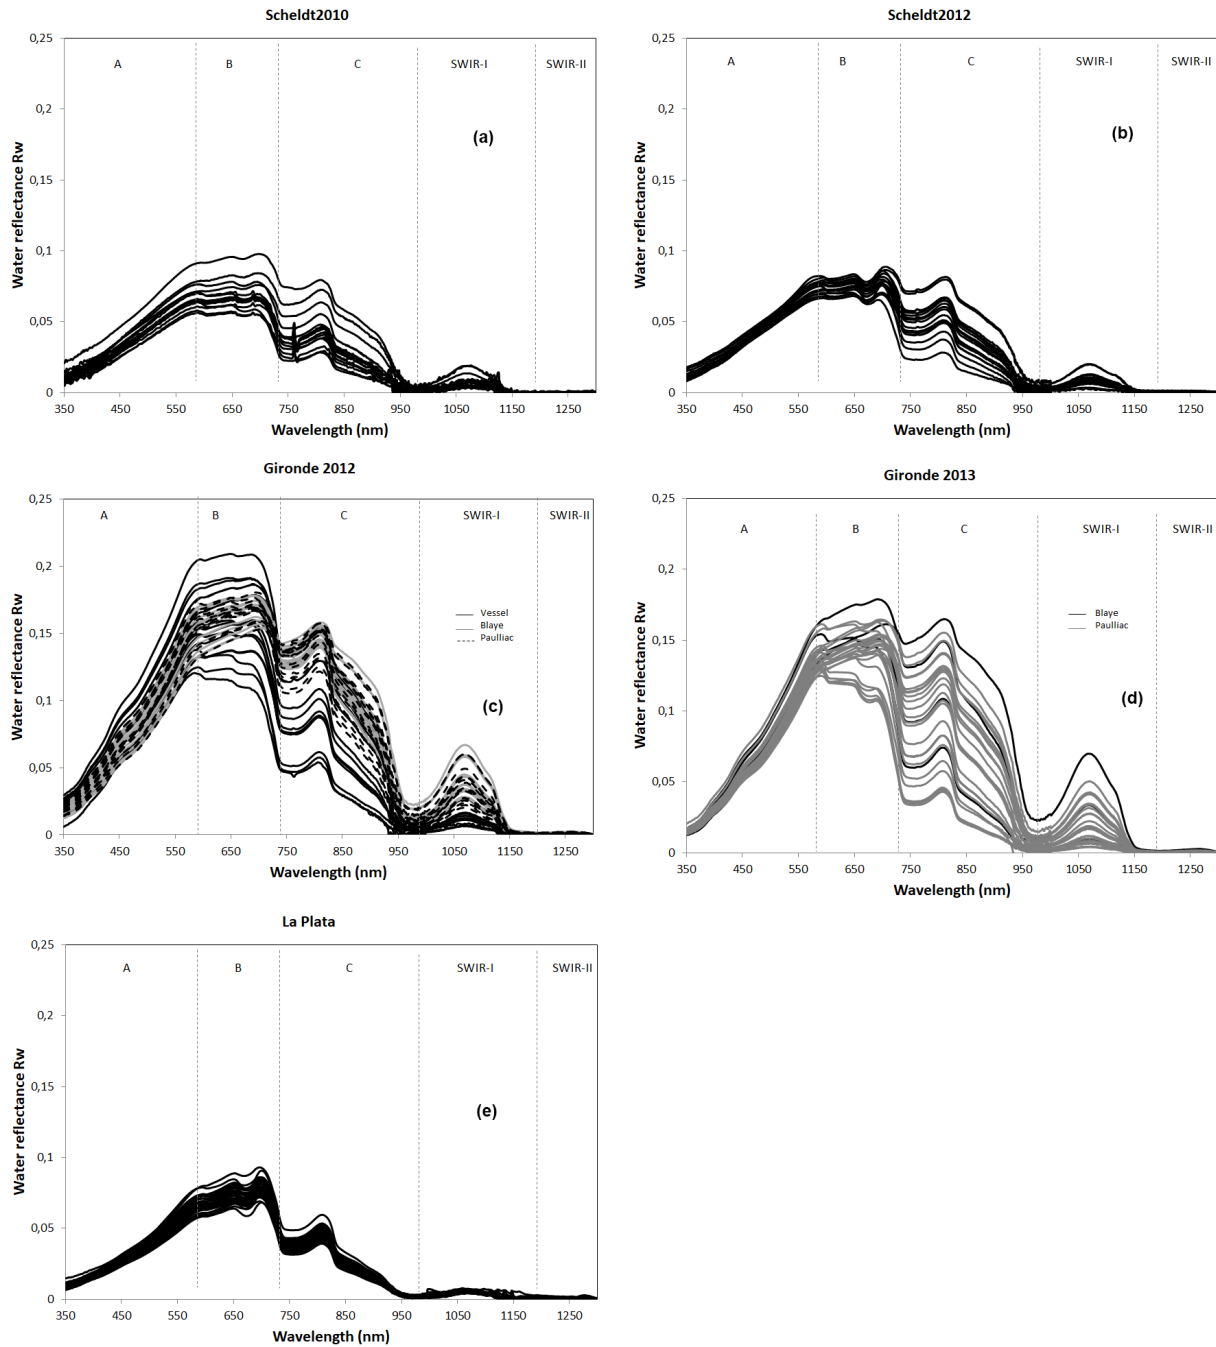 Scheldt2010
0,25
0,2
0,15
0,1
0,05
0
A B C SWIR-I SWIR-II
(a)
Water reflectance Rw
350 450 550 650 750 850 950 1050 1150 1250
Wavelength (nm)
Scheldt2012
0,25
0,2
0,15
0,1
0,05
0
A B C SWIR-I SWIR-II
(b)
Water reflectance Rw
350 450 550 650 750 850 950 1050 1150 1250
Wavelength (nm)
Gironde 2012
0,25
0,2
0,15
0,1
0,05
0
A B C SWIR-I SWIR-II
Vessel
Blaye
Paulliac
(c)
Water reflectance Rw
350 450 550 650 750 850 950 1050 1150 1250
Wavelength (nm)
Gironde 2013
0,25
0,2
0,15
0,1
0,05
0
A B C SWIR-I SWIR-II
Blaye
Paulliac
(d)
Water reflectance Rw
350 450 550 650 750 850 950 1050 1150 1250
Wavelength (nm)
La Plata
0,25
0,2
0,15
0,1
0,05
0
A B C SWIR-I SWIR-II
(e)
Water reflectance Rw
350 450 550 650 750 850 950 1050 1150 1250
Wavelength (nm)